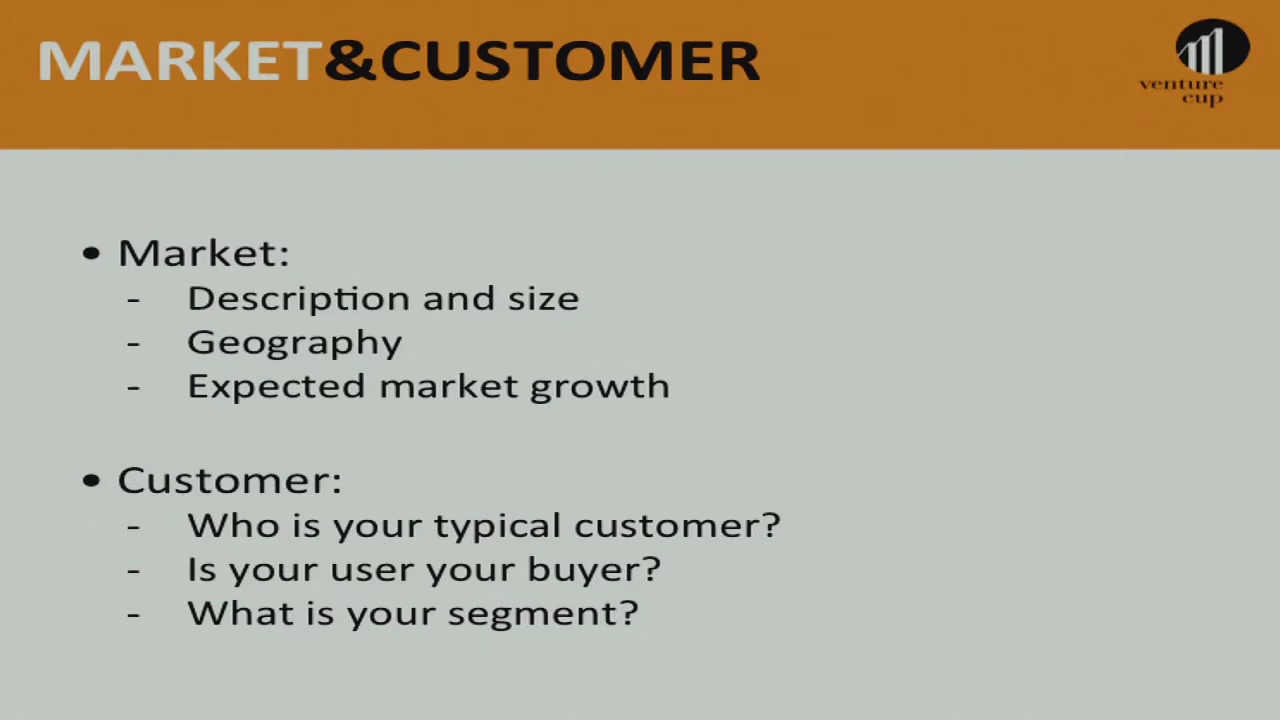 MARKET&CUSTOMER
venture
cup
• Market:
- Description and size
- Geography
- Expected market growth
• Customer:
- Who is your typical customer?
- Is your user your buyer?
- What is your segment?